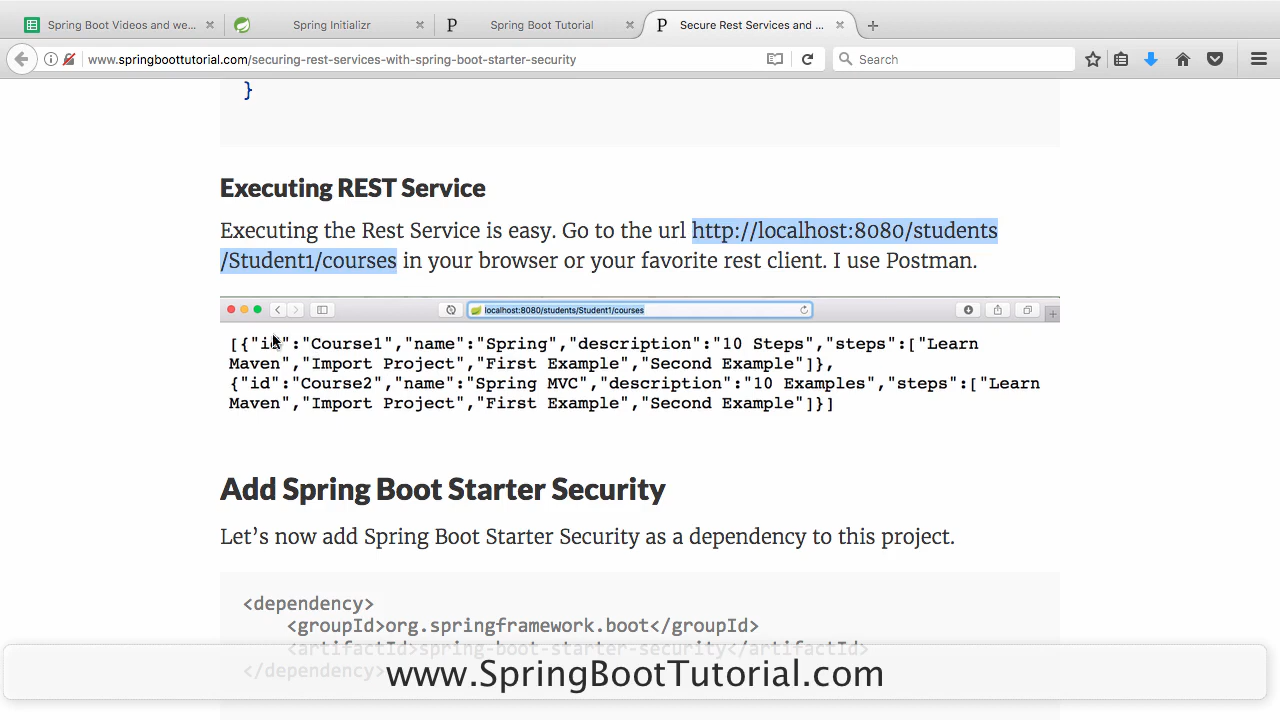 Spring Boot Videos and we...
Spring Initializr
Spring Boot Tutorial
Secure Rest Services and ...
www.springboottutorial.com/securing-rest-services-with-spring-boot-starter-security
Search
}
Executing REST Service
Executing the Rest Service is easy. Go to the url http://localhost:8080/students
/Student1/courses in your browser or your favorite rest client. I use Postman.
localhost:8080/students/Student1/courses
[{"id":"Course1","name":"Spring","description":"10 Steps","steps":["Learn
Maven","Import Project","First Example","Second Example"]},
{"id":"Course2","name":"Spring MVC","description":"10 Examples","steps":["Learn
Maven","Import Project","First Example","Second Example"]}]
Add Spring Boot Starter Security
Let’s now add Spring Boot Starter Security as a dependency to this project.
<dependency>
<groupId>org.springframework.boot</groupId>
<artifactId>spring-boot-starter-security</artifactId>
</dependency>
www.SpringBootTutorial.com